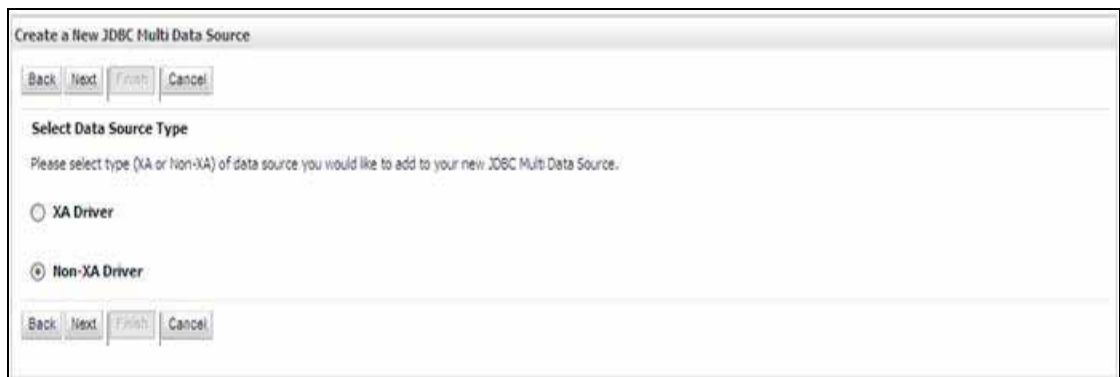 Create a New JDBC Multi Data Source
Back Next Finish Cancel
Select Data Source Type
Please select type (XA or Non-XA) of data source you would like to add to your new JDBC Multi Data Source.
XA Driver
Non-XA Driver
Back Next Finish Cancel